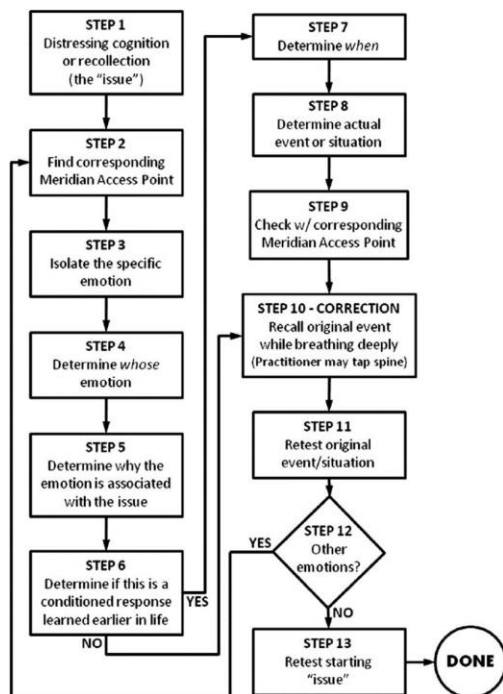 STEP 1
Distressing cognition
or recollection
(the “issue”)
STEP 2
Find corresponding
Meridian Access Point
STEP 3
Isolate the specific
emotion
STEP 4
Determine whose
emotion
STEP 5
Determine why the
emotion is associated
with the issue
STEP 6
Determine if this is a
conditioned response
learned earlier in life
YES
NO
STEP 7
Determine when
STEP 8
Determine actual
event or situation
STEP 9
Check w/ corresponding
Meridian Access Point
STEP 10 - CORRECTION
Recall original event
while breathing deeply
(Practitioner may tap spine)
STEP 11
Retest original
event/situation
STEP 12
Other
emotions?
YES
NO
STEP 13
Retest starting
“issue”
DONE